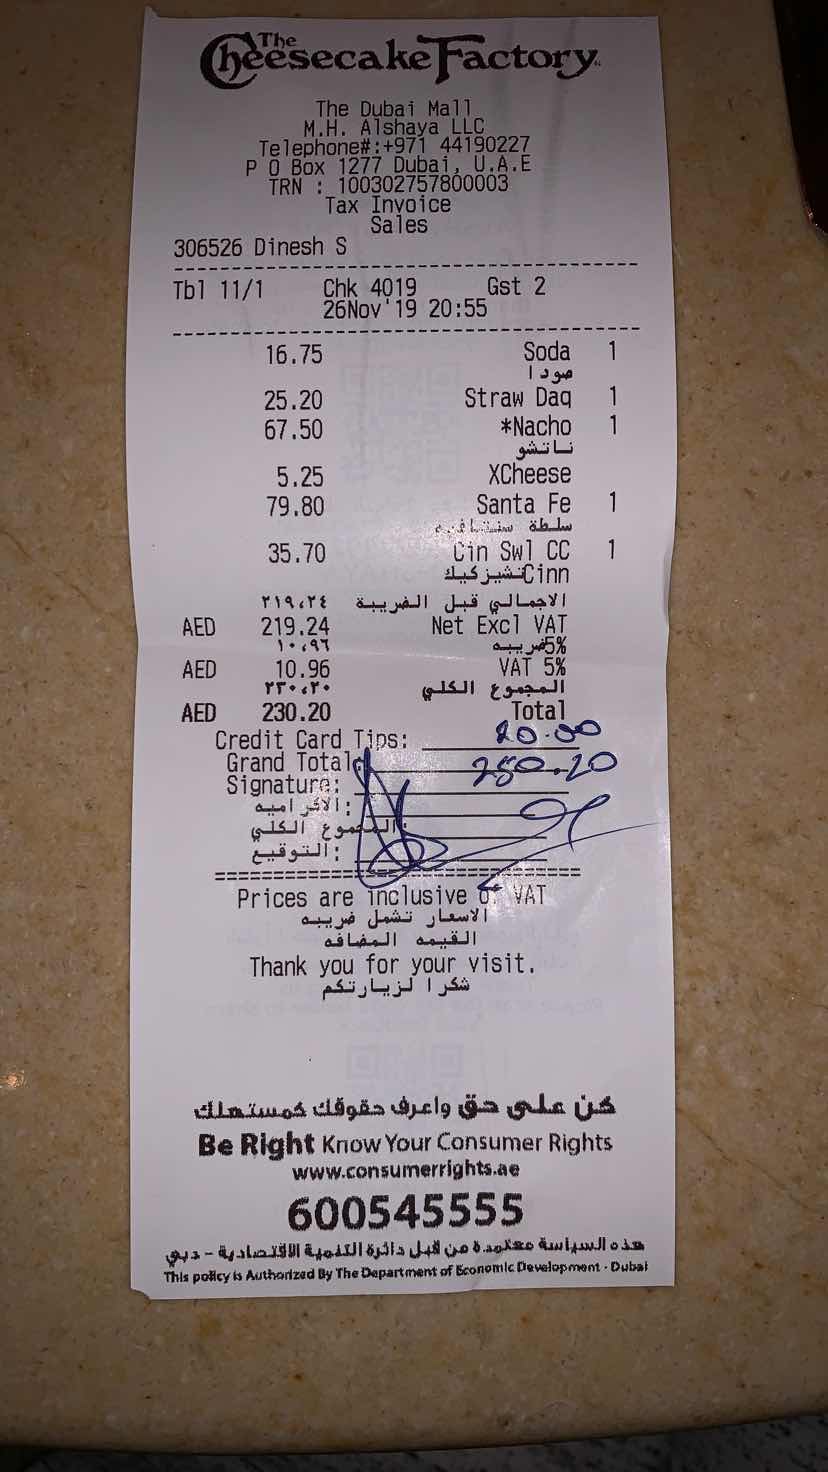 The Cheesecake Factory
The Dubai Mall
M.H. Alshaya LLC
Telephone#:+971 44190227
P O Box 1277 Dubai, U.A.E
TRN : 100302757800003
Tax Invoice
Sales
306526 Dinesh S
Tbl 11/1 Chk 4019 Gst 2
26Nov'19 20:55
16.75 Soda 1
صودا
25.20 Straw Daq 1
67.50 *Nacho 1
ناتشو
5.25 XCheese
79.80 Santa Fe 1
سلطة سنتافيه
35.70 Cin Swl CC 1
Cinnتشيزكيك
الاجمالي قبل الضريبة ٢١٩،٢٤
AED 219.24 Net Excl VAT
5%ضريبه ١٠،٩٦
AED 10.96 VAT 5%
المجموع الكلي ٢٣٠،٢٠
AED 230.20 Total
Credit Card Tips: 20.00
Grand Total: 250.20
Signature:
الاكراميه:
المجموع الكلي:
التوقيع:
Prices are inclusive of VAT
الاسعار تشمل ضريبه
القيمه المضافه
Thank you for your visit.
شكرا لزيارتكم
كن على حق واعرف حقوقك كمستهلك
Be Right Know Your Consumer Rights
www.consumerrights.ae
600545555
هذه السياسة معتمدة من قبل دائرة التنمية الاقتصادية - دبي
This policy is Authorized By The Department of Economic Development - Dubai